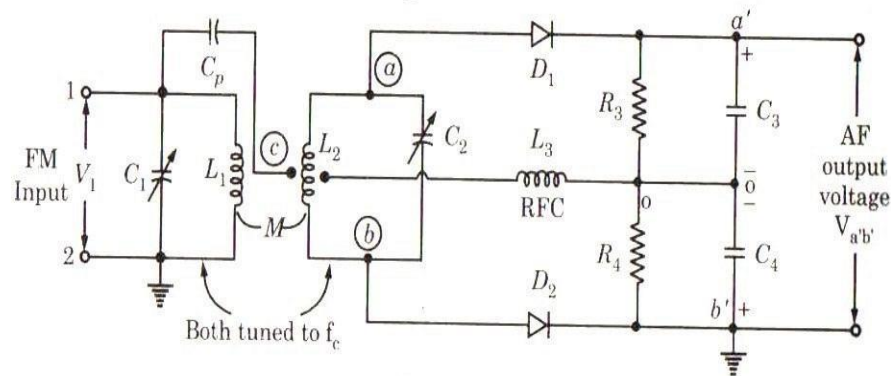 a'
C_p
a
D_1
+
1
R_3
C_3
L_2
C_2
c
L_3
AF
output
voltage
V_a'b'
FM
Input
V_1
C_1
L_1
RFC
o
–
o
–
M
2
b
R_4
C_4
D_2
b'
+
Both tuned to f_c